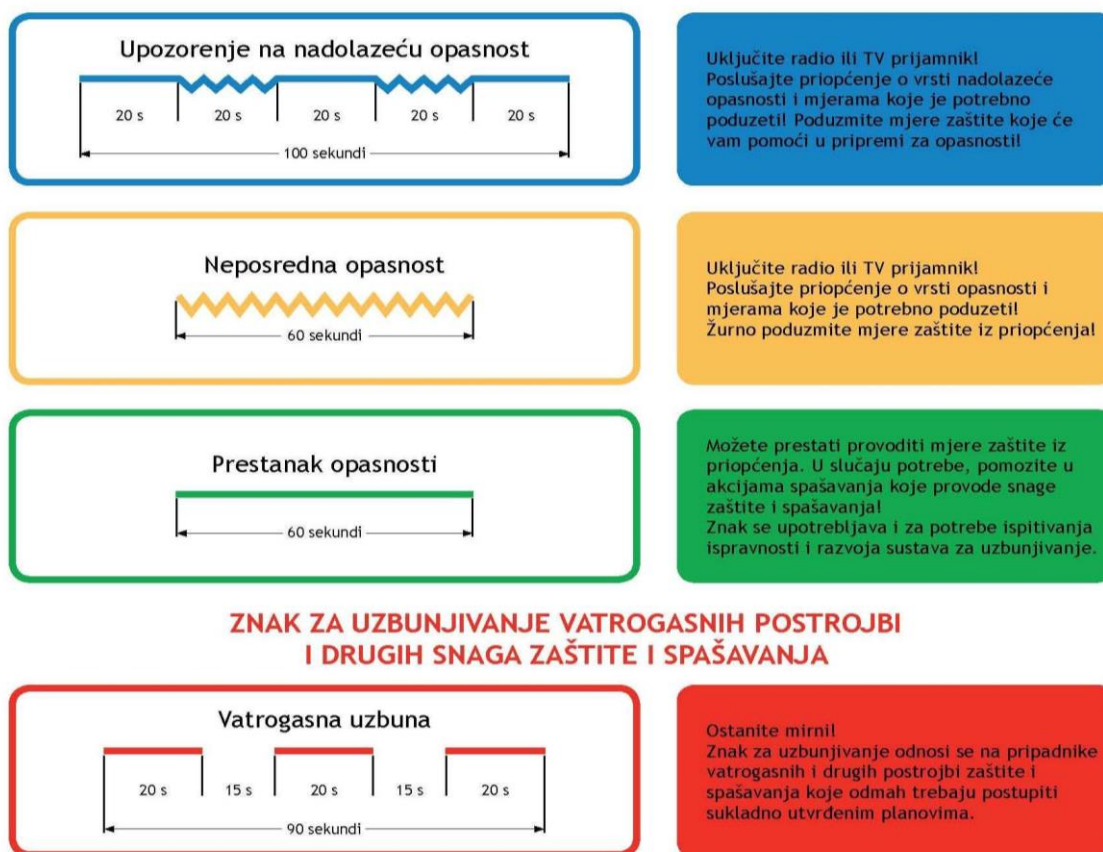 Upozorenje na nadolazeću opasnost
20 s 20 s 20 s 20 s 20 s
100 sekundi
Uključite radio ili TV prijamnik!
Poslušajte priopćenje o vrsti nadolazeće
opasnosti i mjerama koje je potrebno
poduzeti! Poduzmite mjere zaštite koje će
vam pomoći u pripremi za opasnosti!
Neposredna opasnost
60 sekundi
Uključite radio ili TV prijamnik!
Poslušajte priopćenje o vrsti opasnosti i
mjerama koje je potrebno poduzeti!
Žurno poduzmite mjere zaštite iz priopćenja!
Prestanak opasnosti
60 sekundi
Možete prestati provoditi mjere zaštite iz
priopćenja. U slučaju potrebe, pomozite u
akcijama spašavanja koje provode snage
zaštite i spašavanja!
Znak se upotrebljava i za potrebe ispitivanja
ispravnosti i razvoja sustava za uzbunjivanje.
ZNAK ZA UZBUNJIVANJE VATROGASNIH POSTROJBI
I DRUGIH SNAGA ZAŠTITE I SPAŠAVANJA
Vatrogasna uzbuna
20 s 15 s 20 s 15 s 20 s
90 sekundi
Ostanite mirni!
Znak za uzbunjivanje odnosi se na pripadnike
vatrogasnih i drugih postrojbi zaštite i
spašavanja koje odmah trebaju postupiti
sukladno utvrđenim planovima.